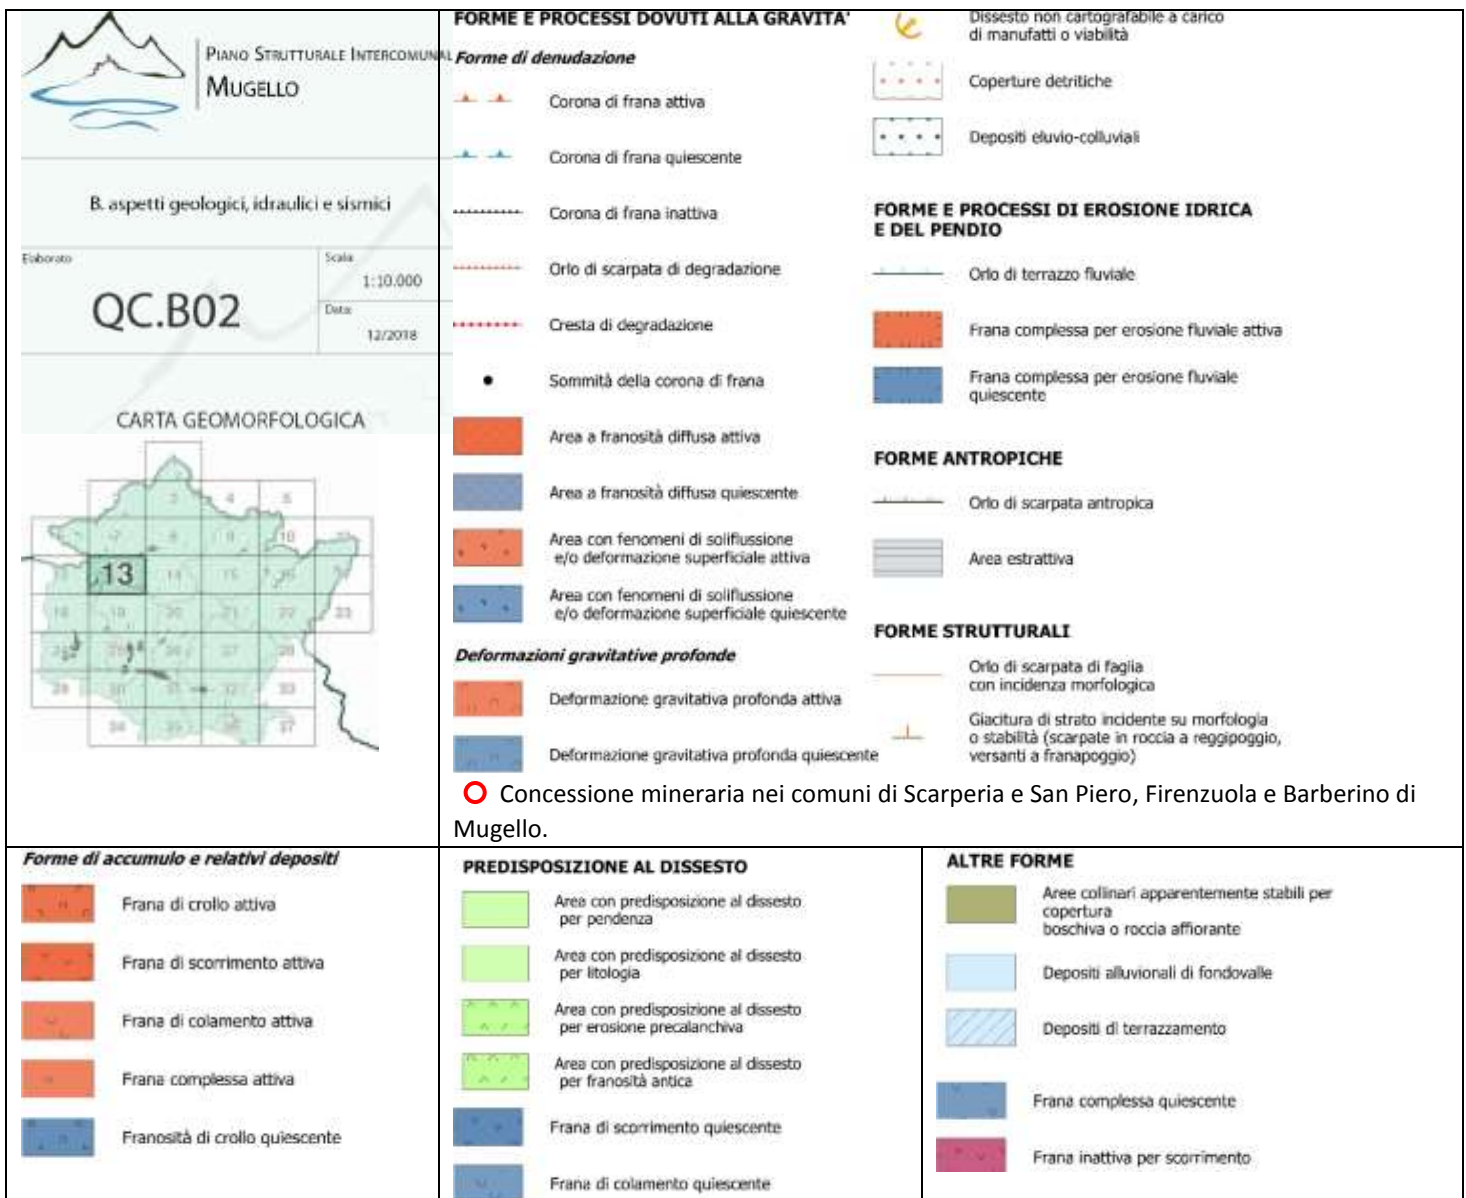 PIANO STRUTTURALE INTERCOMUNAL
MUGELLO
B. aspetti geologici, idraulici e sismici
Elaborato
QC.B02
Scala
1:10.000
Data:
12/2018
CARTA GEOMORFOLOGICA
13
FORME E PROCESSI DOVUTI ALLA GRAVITA'
Forme di denudazione
Corona di frana attiva
Corona di frana quiescente
Corona di frana inattiva
Orlo di scarpata di degradazione
Cresta di degradazione
Sommità della corona di frana
Area a franosità diffusa attiva
Area a franosità diffusa quiescente
Area con fenomeni di soliflussione
e/o deformazione superficiale attiva
Area con fenomeni di soliflussione
e/o deformazione superficiale quiescente
Deformazioni gravitative profonde
Deformazione gravitativa profonda attiva
Deformazione gravitativa profonda quiescente
Dissesto non cartografabile a carico
di manufatti o viabilità
Coperture detritiche
Depositi eluvio-colluviali
FORME E PROCESSI DI EROSIONE IDRICA
E DEL PENDIO
Orlo di terrazzo fluviale
Frana complessa per erosione fluviale attiva
Frana complessa per erosione fluviale
quiescente
FORME ANTROPICHE
Orlo di scarpata antropica
Area estrattiva
FORME STRUTTURALI
Orlo di scarpata di faglia
con incidenza morfologica
Giacitura di strato incidente su morfologia
o stabilità (scarpate in roccia a reggipoggio,
versanti a franapoggio)
Concessione mineraria nei comuni di Scarperia e San Piero, Firenzuola e Barberino di
Mugello.
Forme di accumulo e relativi depositi
Frana di crollo attiva
Frana di scorrimento attiva
Frana di colamento attiva
Frana complessa attiva
Franosità di crollo quiescente
PREDISPOSIZIONE AL DISSESTO
Area con predisposizione al dissesto
per pendenza
Area con predisposizione al dissesto
per litologia
Area con predisposizione al dissesto
per erosione precalanchiva
Area con predisposizione al dissesto
per franosità antica
Frana di scorrimento quiescente
Frana di colamento quiescente
ALTRE FORME
Aree collinari apparentemente stabili per
copertura
boschiva o roccia affiorante
Depositi alluvionali di fondovalle
Depositi di terrazzamento
Frana complessa quiescente
Frana inattiva per scorrimento